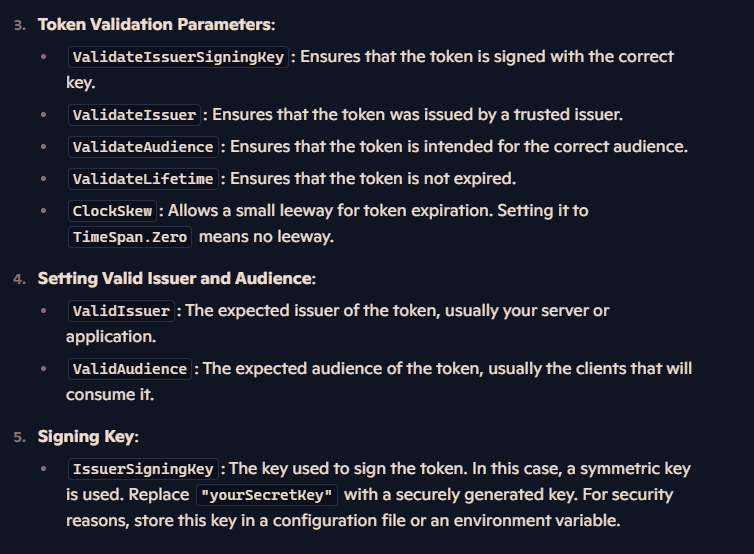 3. Token Validation Parameters:
• ValidateIssuerSigningKey: Ensures that the token is signed with the correct
key.
• ValidateIssuer: Ensures that the token was issued by a trusted issuer.
• ValidateAudience: Ensures that the token is intended for the correct audience.
• ValidateLifetime: Ensures that the token is not expired.
• ClockSkew: Allows a small leeway for token expiration. Setting it to
TimeSpan.Zero means no leeway.
4. Setting Valid Issuer and Audience:
• ValidIssuer: The expected issuer of the token, usually your server or
application.
• ValidAudience: The expected audience of the token, usually the clients that will
consume it.
5. Signing Key:
• IssuerSigningKey: The key used to sign the token. In this case, a symmetric key
is used. Replace "yourSecretKey" with a securely generated key. For security
reasons, store this key in a configuration file or an environment variable.